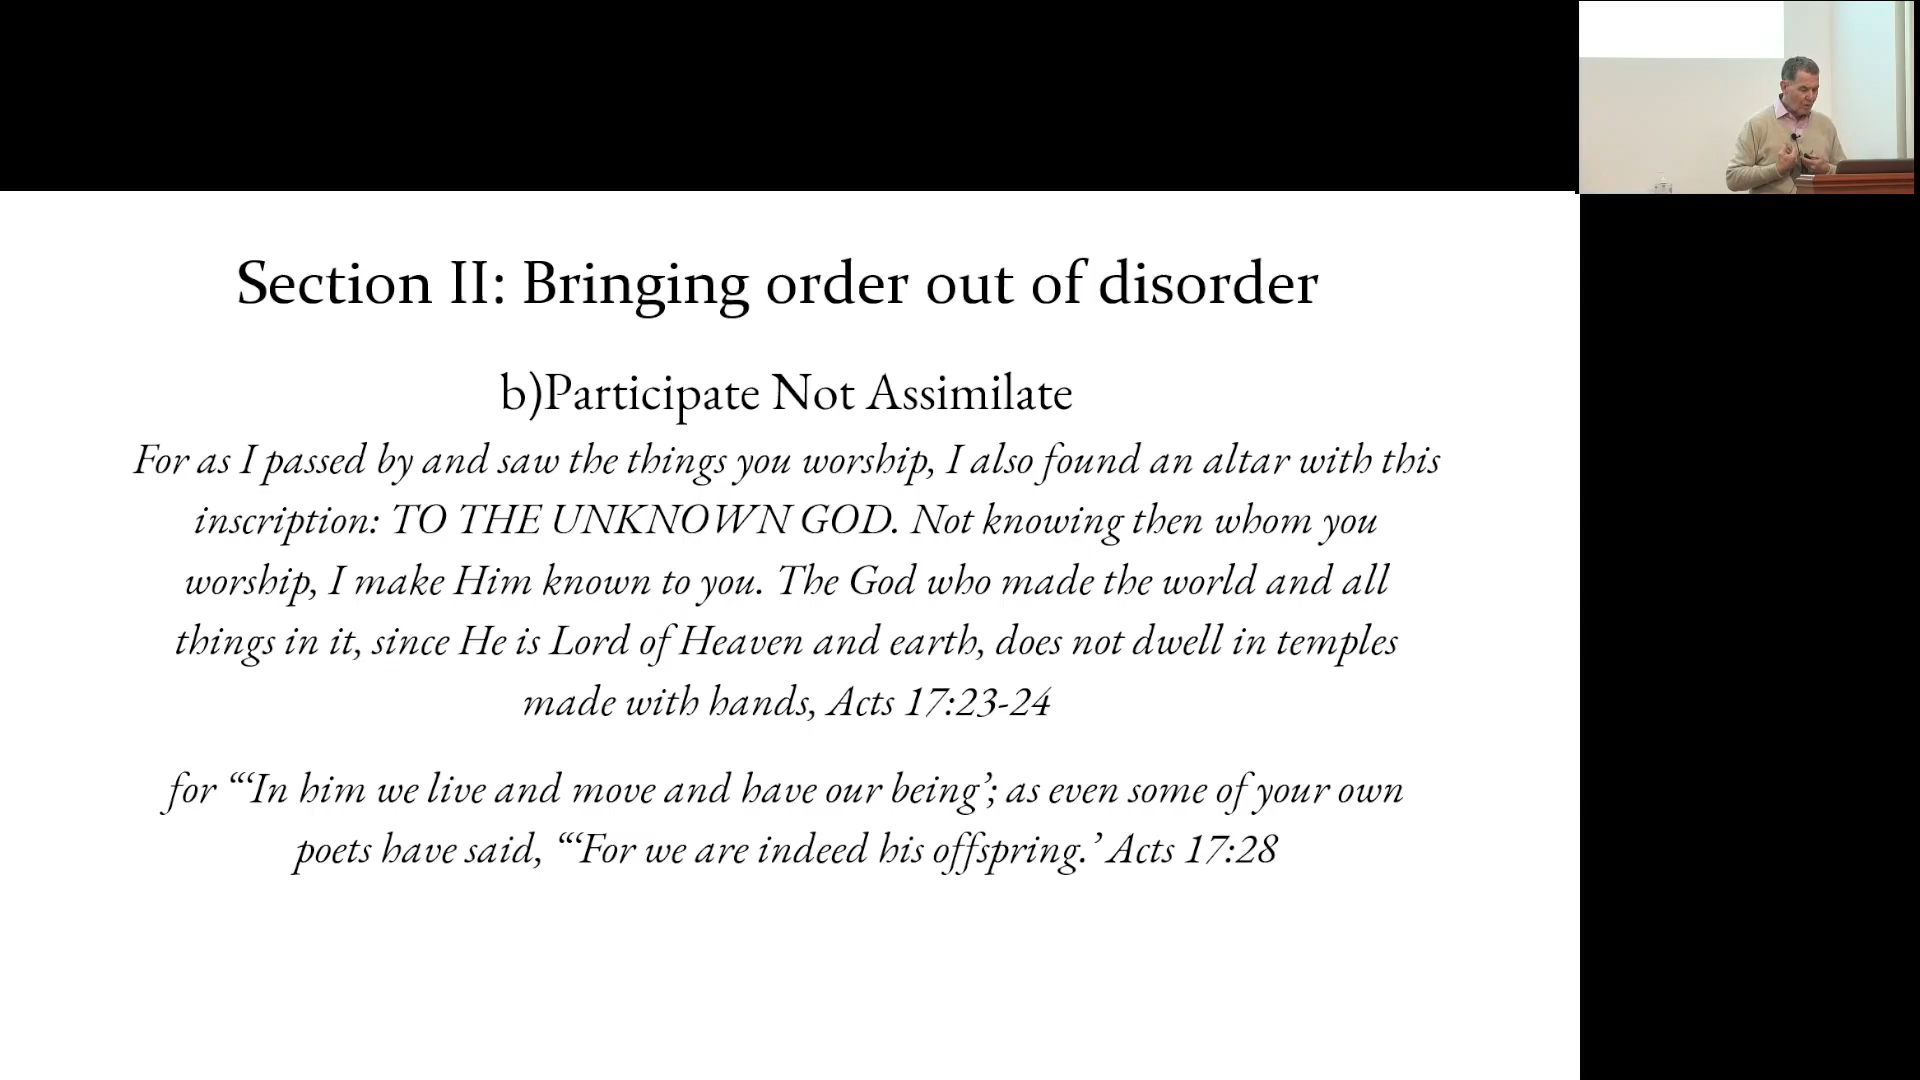 Section II: Bringing order out of disorder
b)Participate Not Assimilate
For as I passed by and saw the things you worship, I also found an altar with this
inscription: TO THE UNKNOWN GOD. Not knowing then whom you
worship, I make Him known to you. The God who made the world and all
things in it, since He is Lord of Heaven and earth, does not dwell in temples
made with hands, Acts 17:23-24
for “‘In him we live and move and have our being’; as even some of your own
poets have said, “‘For we are indeed his offspring.’ Acts 17:28